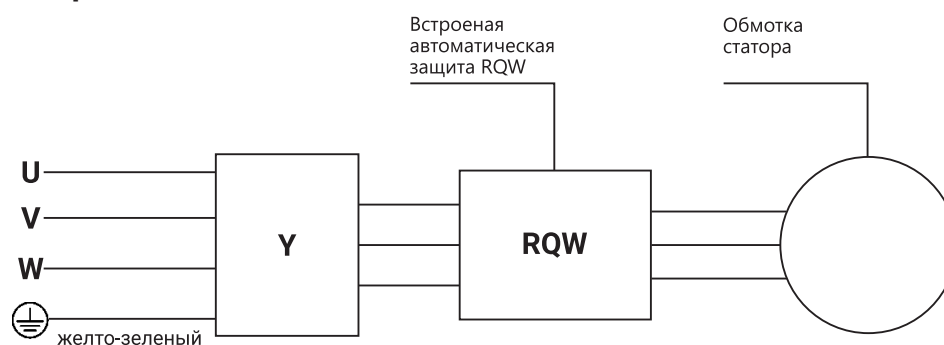 Встроеная
автоматическая
защита RQW
Обмотка
статора
U
V
W
Y
RQW
желто-зеленый